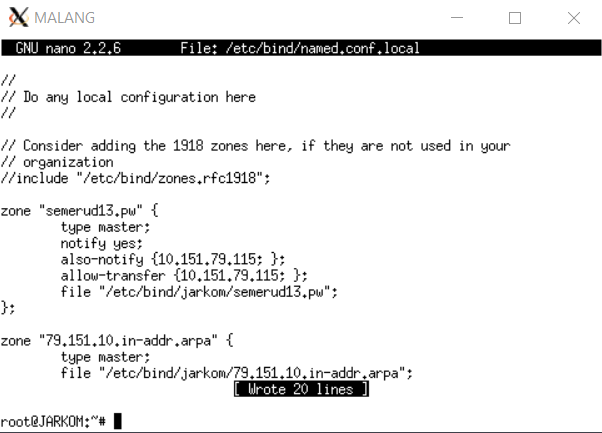 MALANG
GNU nano 2.2.6 File: /etc/bind/named.conf.local
//
// Do any local configuration here
//
// Consider adding the 1918 zones here, if they are not used in your
// organization
//include "/etc/bind/zones.rfc1918";
zone "semerud13.pw" {
type master;
notify yes;
also-notify {10.151.79.115; };
allow-transfer {10.151.79.115; };
file "/etc/bind/jarkom/semerud13.pw";
};
zone "79.151.10.in-addr.arpa" {
type master;
file "/etc/bind/jarkom/79.151.10.in-addr.arpa";
[ Wrote 20 lines ]
root@JARKOM:~#